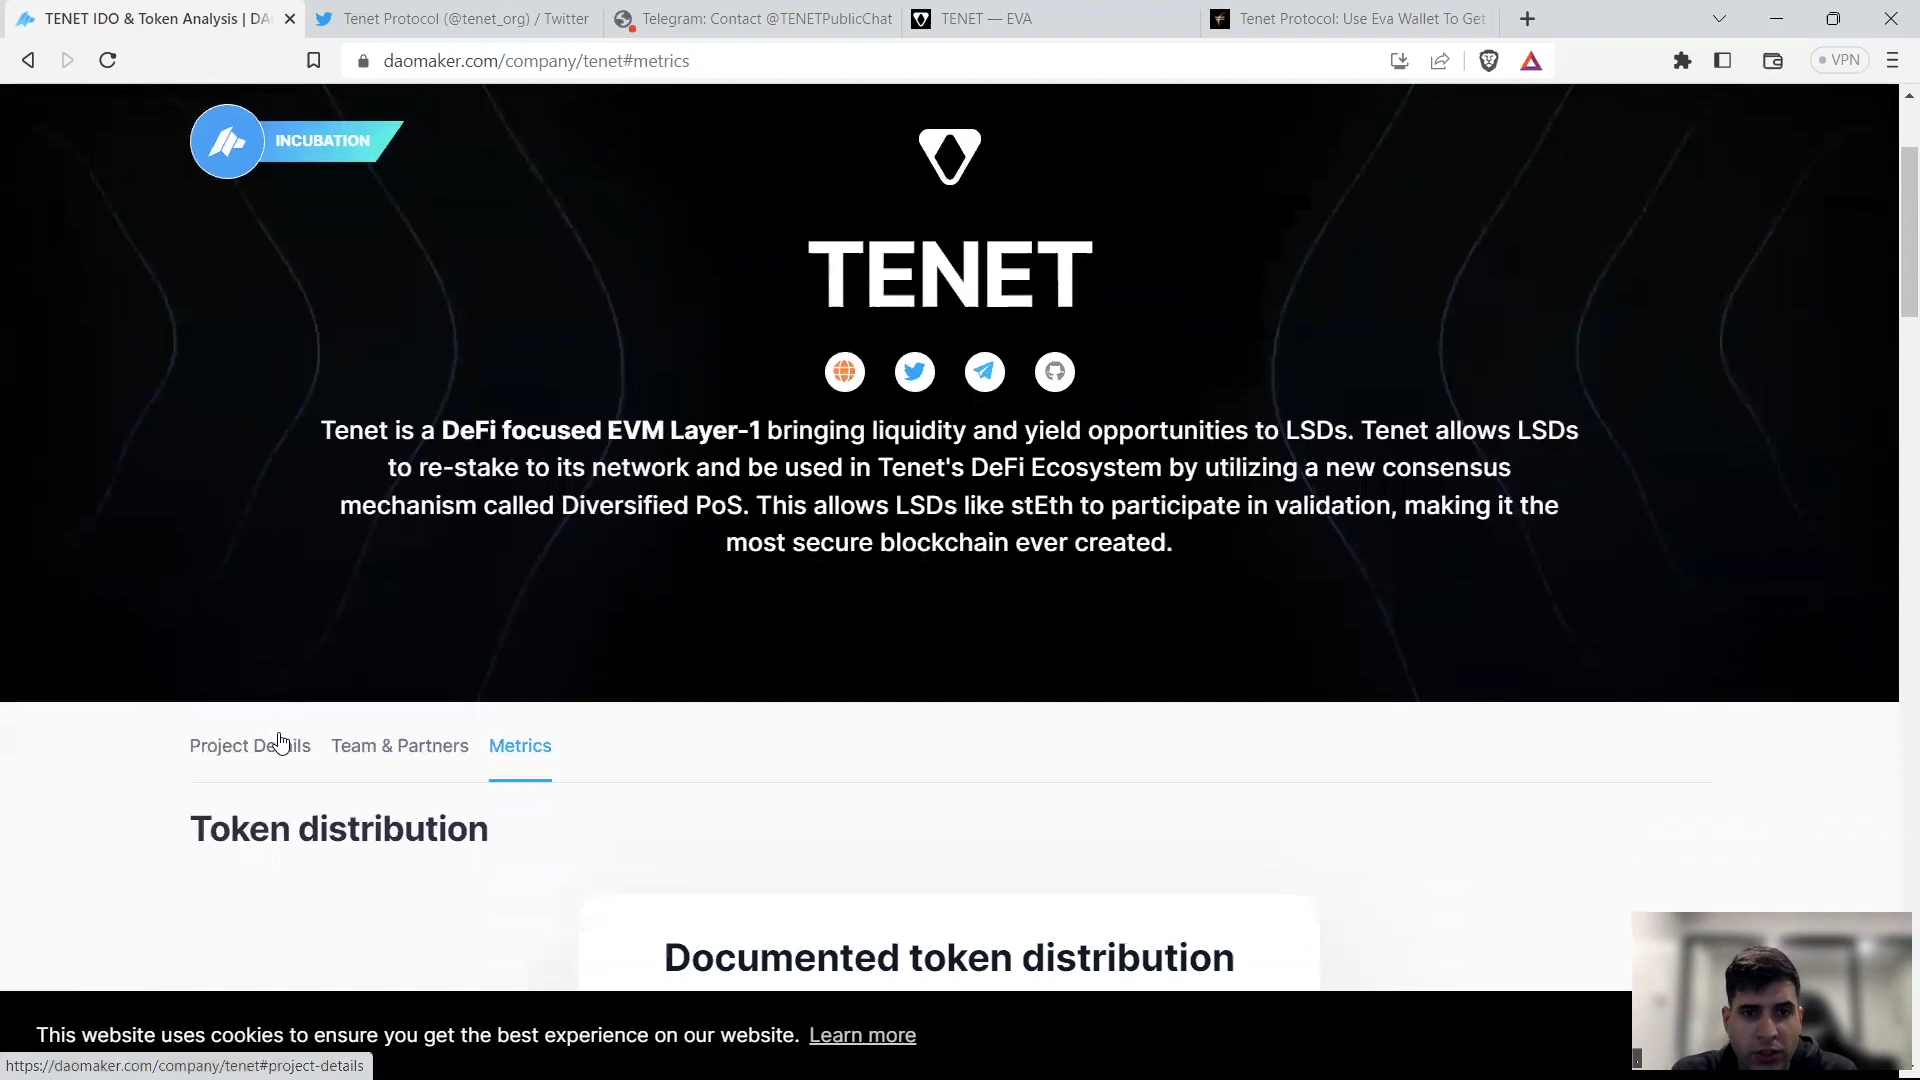 TENET IDO & Token Analysis | DA
Tenet Protocol (@tenet_org) / Twitter
Telegram: Contact @TENETPublicChat
TENET — EVA
Tenet Protocol: Use Eva Wallet To Get
daomaker.com/company/tenet#metrics
VPN
INCUBATION
TENET
Tenet is a DeFi focused EVM Layer-1 bringing liquidity and yield opportunities to LSDs. Tenet allows LSDs
to re-stake to its network and be used in Tenet's DeFi Ecosystem by utilizing a new consensus
mechanism called Diversified PoS. This allows LSDs like stEth to participate in validation, making it the
most secure blockchain ever created.
Project Details Team & Partners Metrics
Token distribution
Documented token distribution
This website uses cookies to ensure you get the best experience on our website. Learn more
https://daomaker.com/company/tenet#project-details